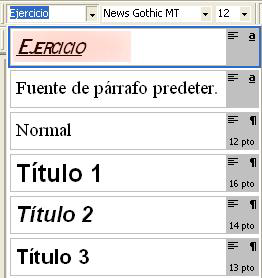 Ejercicio News Gothic MT 12
EJERCICIO a
Fuente de párrafo predeter. a
Normal ¶
12 pto
Título 1 ¶
16 pto
Título 2 ¶
14 pto
Título 3 ¶
13 pto